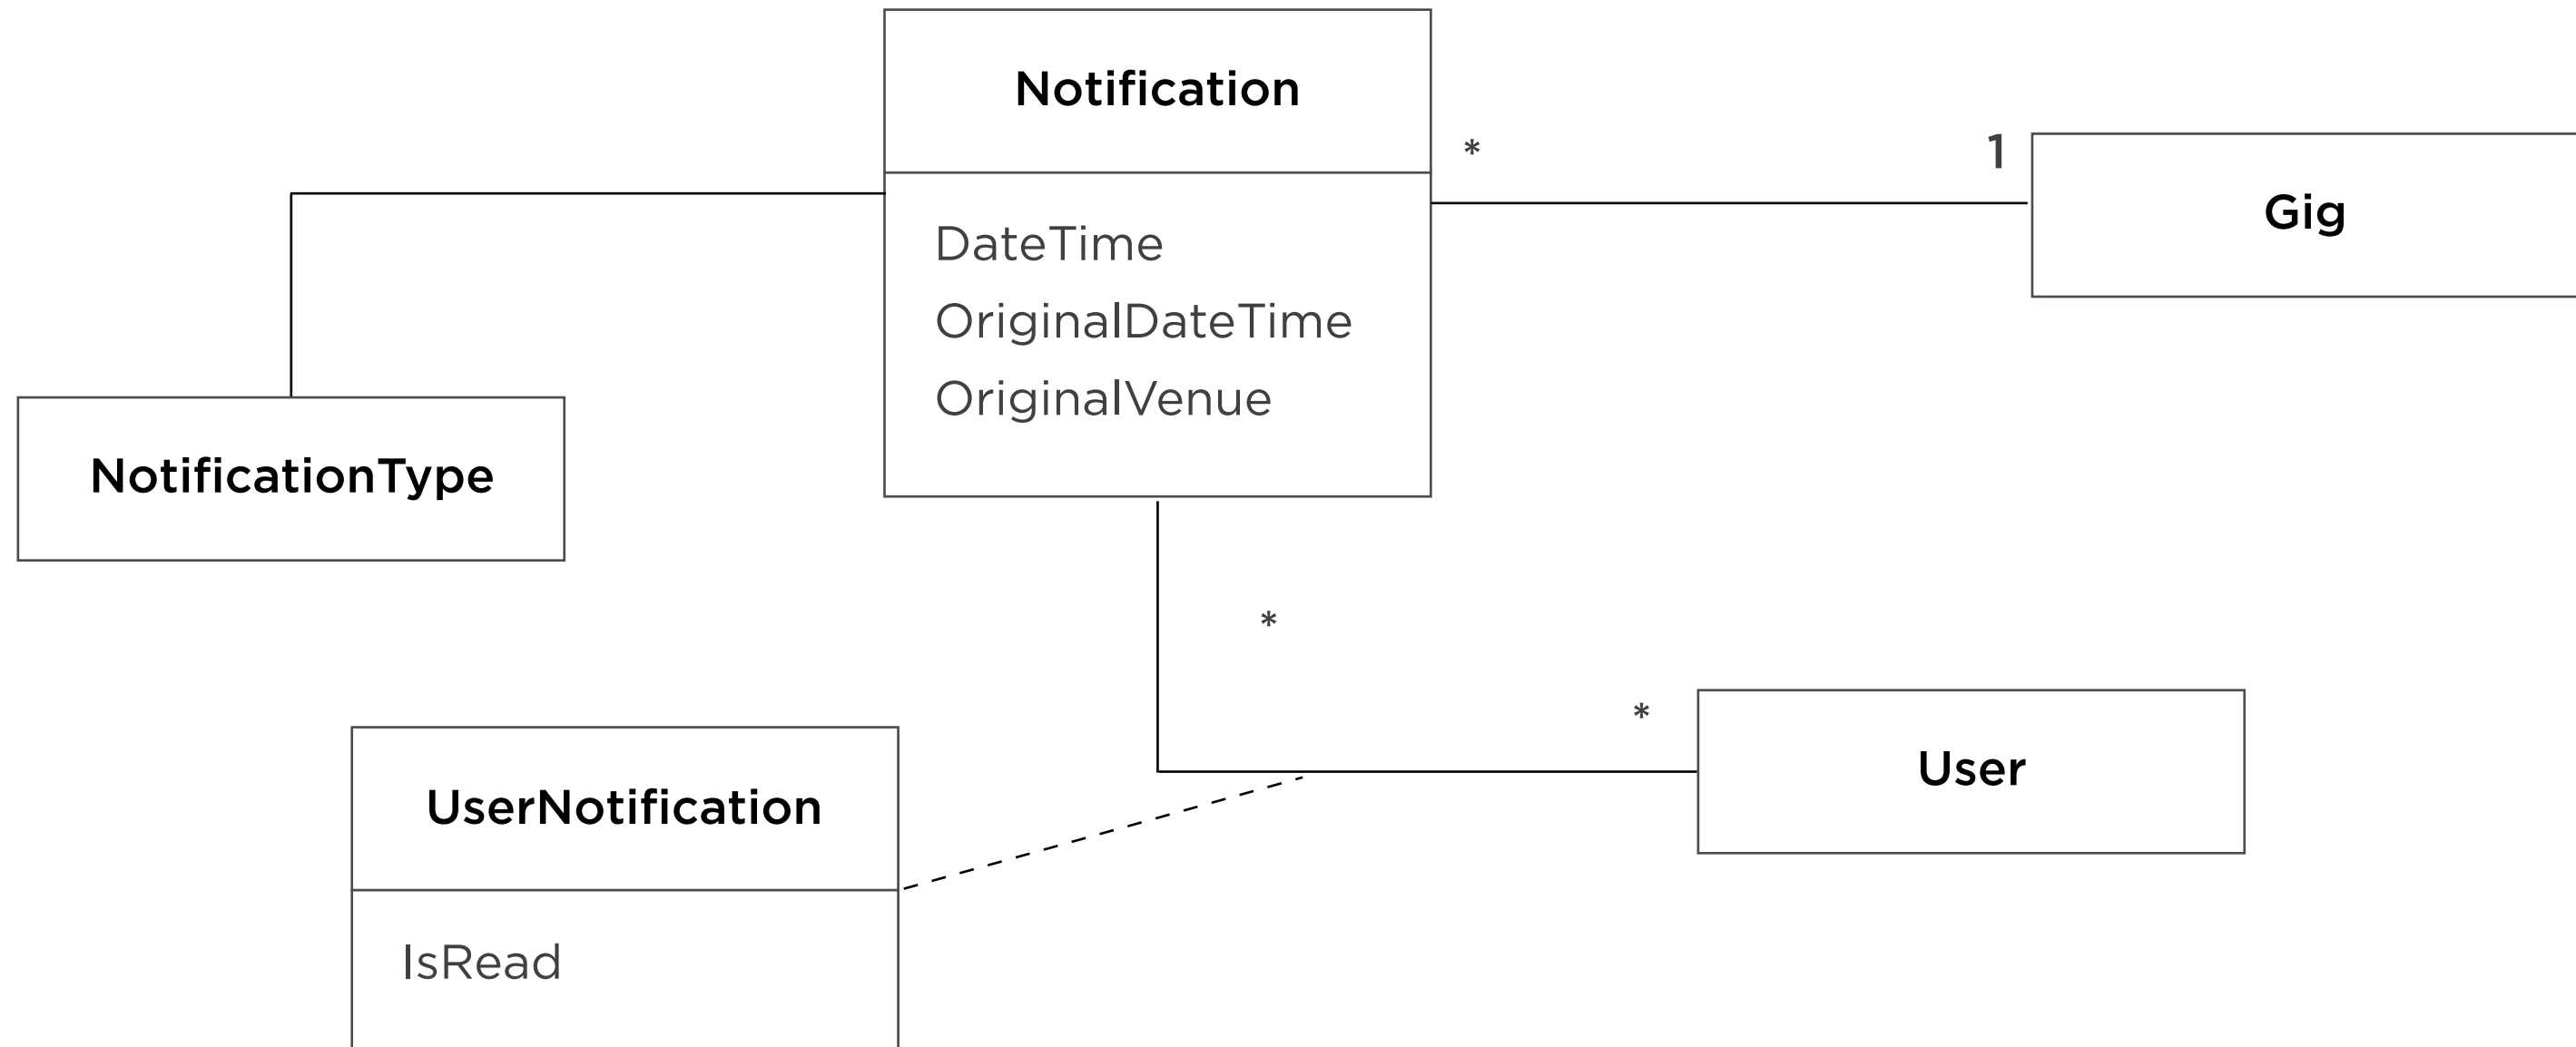 Notification
*
1
Gig
DateTime
OriginalDateTime
OriginalVenue
NotificationType
*
*
User
UserNotification
IsRead